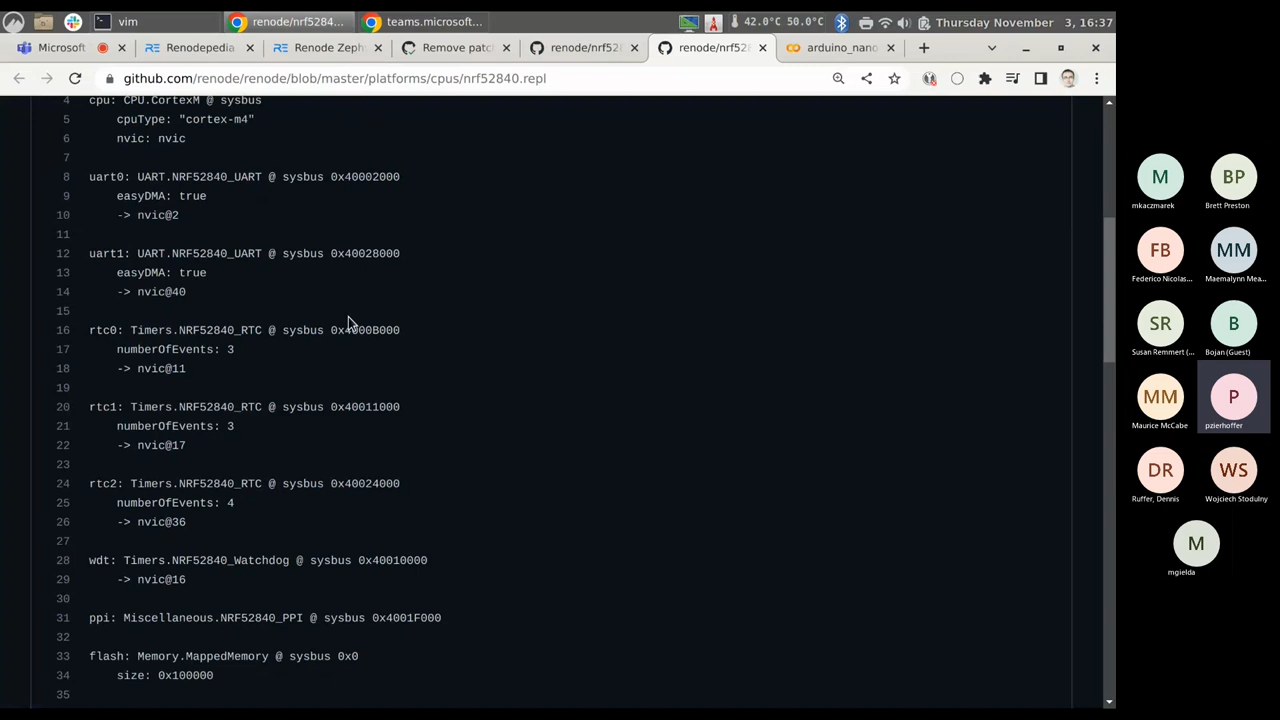 vim
renode/nrf5284...
teams.microsoft...
42.0°C 50.0°C
Thursday November 3, 16:37
Microsoft
Renodepedia
Renode Zeph
Remove patc
renode/nrf52
renode/nrf52
arduino_nano
github.com/renode/renode/blob/master/platforms/cpus/nrf52840.repl
4 cpu: CPU.CortexM @ sysbus
5 cpuType: "cortex-m4"
6 nvic: nvic
7
8 uart0: UART.NRF52840_UART @ sysbus 0x40002000
9 easyDMA: true
10 -> nvic@2
11
12 uart1: UART.NRF52840_UART @ sysbus 0x40028000
13 easyDMA: true
14 -> nvic@40
15
16 rtc0: Timers.NRF52840_RTC @ sysbus 0x4000B000
17 numberOfEvents: 3
18 -> nvic@11
19
20 rtc1: Timers.NRF52840_RTC @ sysbus 0x40011000
21 numberOfEvents: 3
22 -> nvic@17
23
24 rtc2: Timers.NRF52840_RTC @ sysbus 0x40024000
25 numberOfEvents: 4
26 -> nvic@36
27
28 wdt: Timers.NRF52840_Watchdog @ sysbus 0x40010000
29 -> nvic@16
30
31 ppi: Miscellaneous.NRF52840_PPI @ sysbus 0x4001F000
32
33 flash: Memory.MappedMemory @ sysbus 0x0
34 size: 0x100000
35
M
mkaczmarek
BP
Brett Preston
FB
Federico Nicolas...
MM
Maemalynn Mea...
SR
Susan Remmert (...
B
Bojan (Guest)
MM
Maurice McCabe
P
pzierhoffer
DR
Ruffer, Dennis
WS
Wojciech Stodulny
M
mgielda